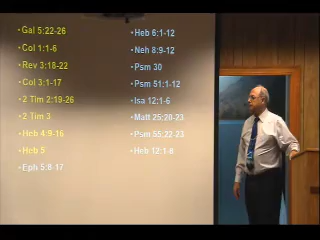 • Gal 5:22-26
• Col 1:1-6
• Rev 3:18-22
• Col 3:1-17
• 2 Tim 2:19-26
• 2 Tim 3
• Heb 4:9-16
• Heb 5
• Eph 5:8-17
• Heb 6:1-12
• Neh 8:9-12
• Psm 30
• Psm 51:1-12
• Isa 12:1-6
• Matt 25:20-23
• Psm 55:22-23
• Heb 12:1-8